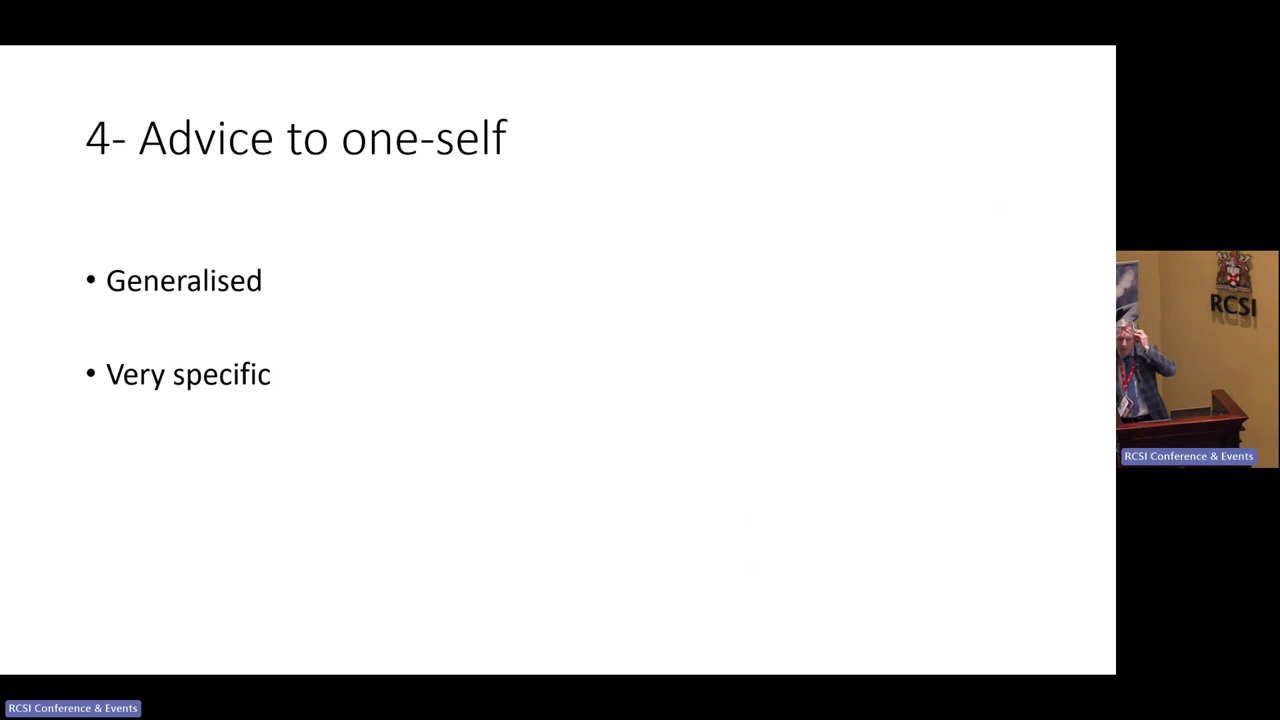 4- Advice to one-self
• Generalised
• Very specific
RCSI
RCSI Conference & Events
RCSI Conference & Events